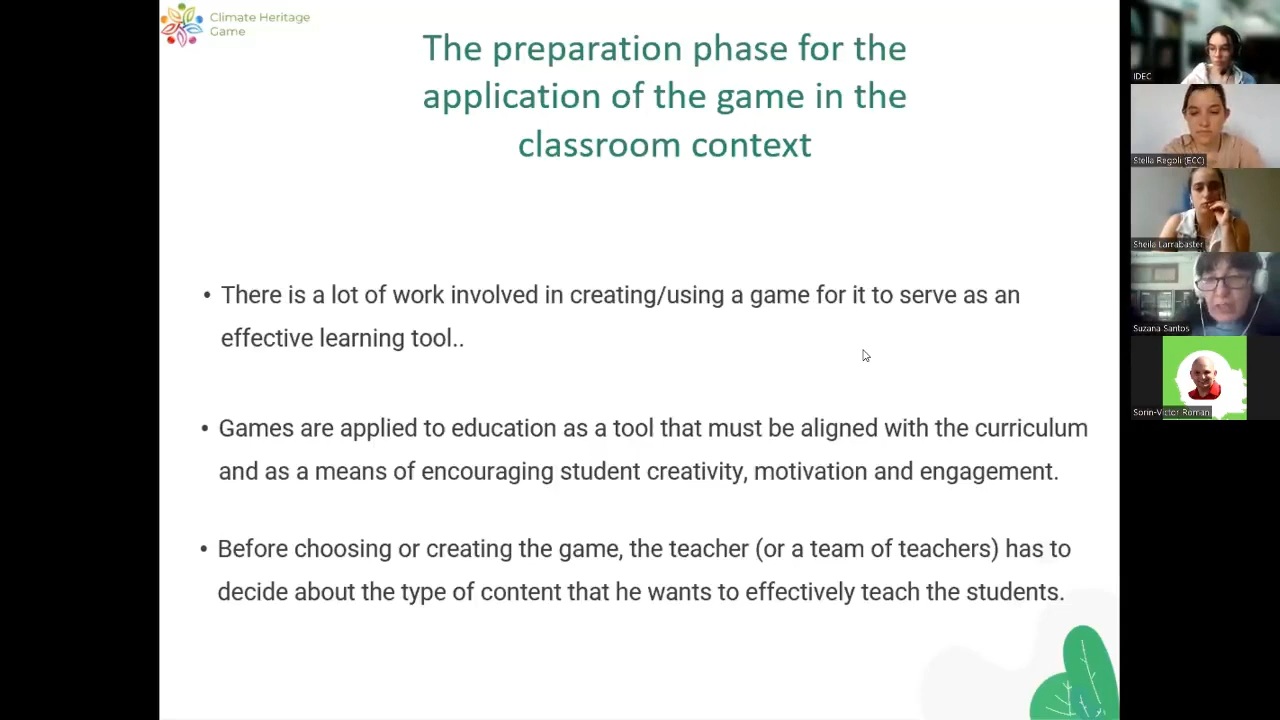 Climate Heritage
Game
The preparation phase for the
application of the game in the
classroom context
• There is a lot of work involved in creating/using a game for it to serve as an
effective learning tool..
• Games are applied to education as a tool that must be aligned with the curriculum
and as a means of encouraging student creativity, motivation and engagement.
• Before choosing or creating the game, the teacher (or a team of teachers) has to
decide about the type of content that he wants to effectively teach the students.
IDEC
Stella Regoli (ECC)
Sheila Larrabaster
Suzana Santos
Sorin-Victor Roman